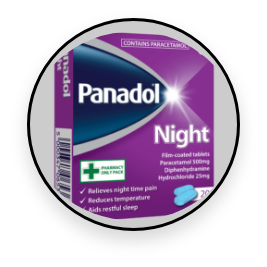 CONTAINS PARACETAMOL
Panadol
Night
Film-coated tablets
Paracetamol 500mg
Diphenhydramine
Hydrochloride 25mg
PHARMACY
ONLY PACK
✓ Relieves night time pain
✓ Reduces temperature
✓ Aids restful sleep
20